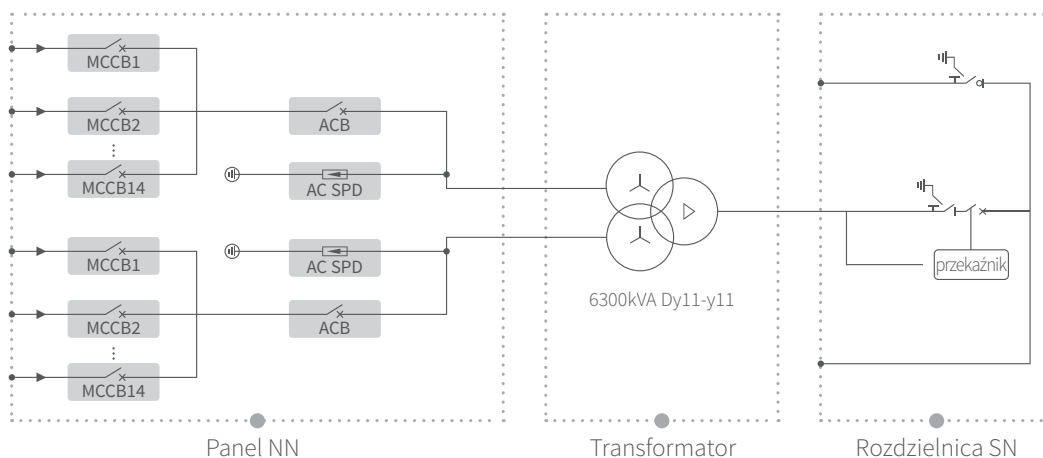 MCCB1
MCCB2
ACB
MCCB14
AC SPD
MCCB1
AC SPD
MCCB2
ACB
MCCB14
6300kVA Dy11-y11
przekaźnik
Panel NN
Transformator
Rozdzielnica SN